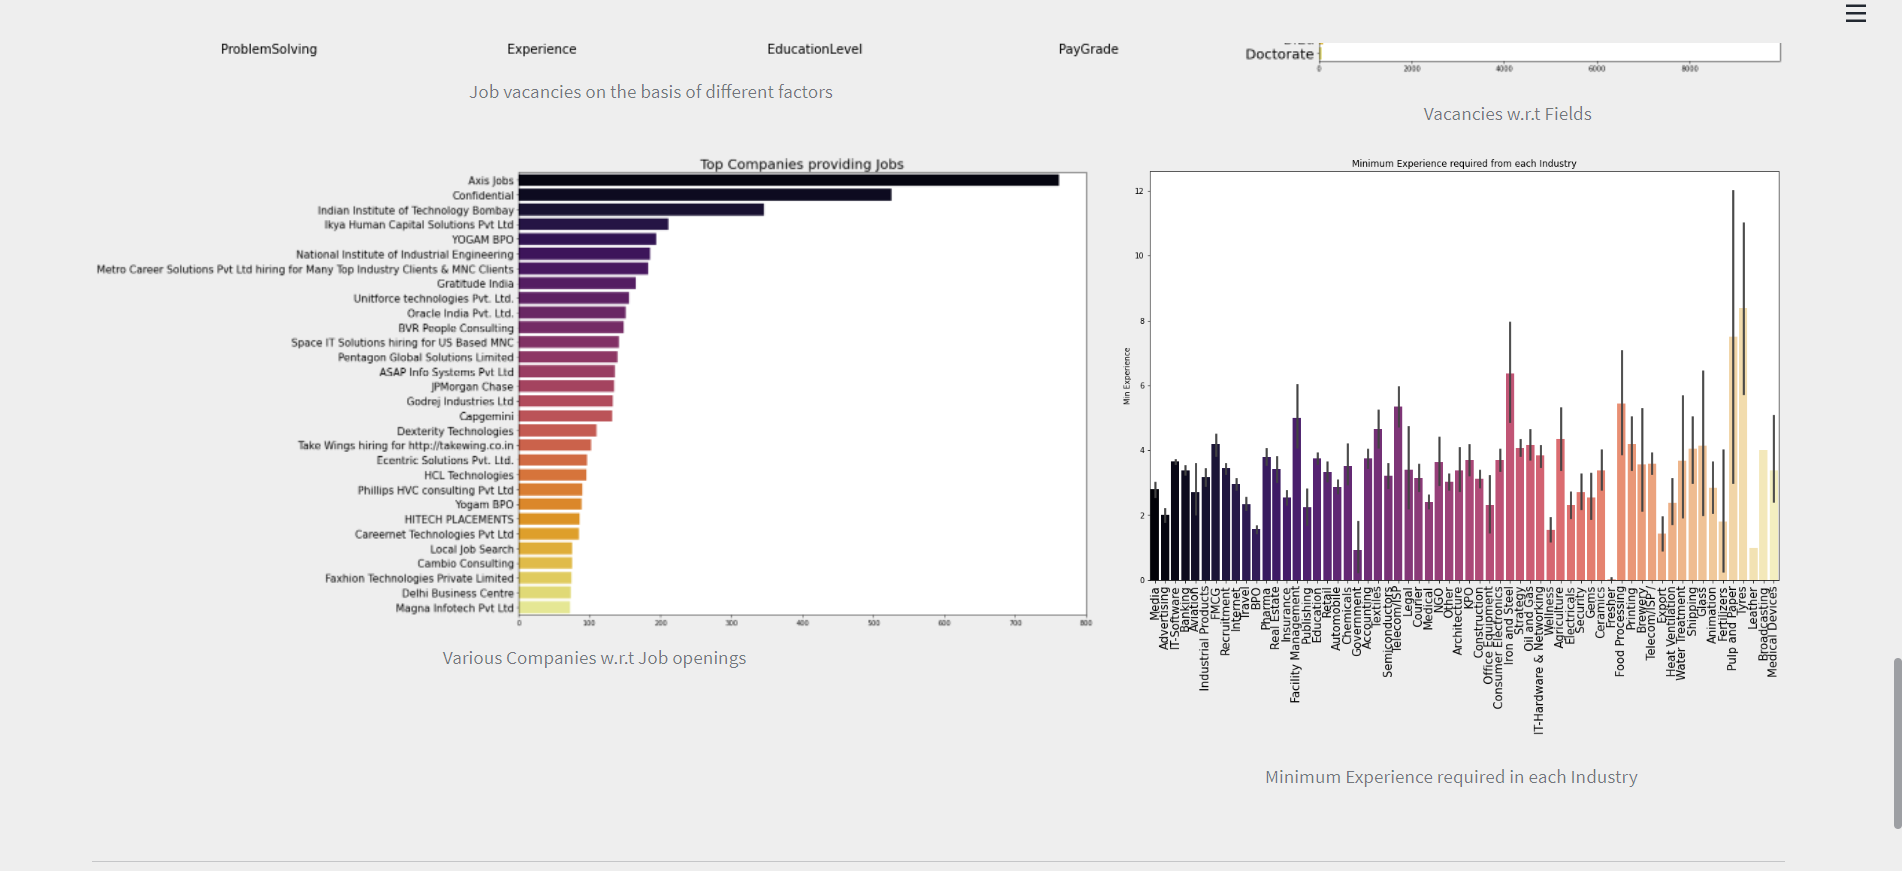 ProblemSolving Experience EducationLevel PayGrade
Doctorate
0 2000 4000 6000 8000
Job vacancies on the basis of different factors
Vacancies w.r.t Fields
Top Companies providing Jobs
Axis Jobs
Confidential
Indian Institute of Technology Bombay
Ikya Human Capital Solutions Pvt Ltd
YOGAM BPO
National Institute of Industrial Engineering
Metro Career Solutions Pvt Ltd hiring for Many Top Industry Clients & MNC Clients
Gratitude India
Unitforce technologies Pvt. Ltd.
Oracle India Pvt. Ltd.
BVR People Consulting
Space IT Solutions hiring for US Based MNC
Pentagon Global Solutions Limited
ASAP Info Systems Pvt Ltd
JPMorgan Chase
Godrej Industries Ltd
Capgemini
Dexterity Technologies
Take Wings hiring for http://takewing.co.in
Ecentric Solutions Pvt. Ltd.
HCL Technologies
Phillips HVC consulting Pvt Ltd
Yogam BPO
HITECH PLACEMENTS
Careernet Technologies Pvt Ltd
Local Job Search
Cambio Consulting
Faxhion Technologies Private Limited
Delhi Business Centre
Magna Infotech Pvt Ltd
0 100 200 300 400 500 600 700 800
Various Companies w.r.t Job openings
Minimum Experience required from each Industry
Min Experience
12
10
8
6
4
2
0
Media
Advertising
IT-Software
Banking
Aviation
Industrial Products
FMCG
Recruitment
Internet
Travel
BPO
Pharma
Real Estate
Insurance
Facility Management
Publishing
Education
Retail
Automobile
Chemicals
Government
Accounting
Textiles
Semiconductors
Telecom/ISP
Legal
Courier
Medical
NGO
Other
Architecture
KPO
Construction
Office Equipment
Consumer Electronics
Iron and Steel
Strategy
Oil and Gas
IT-Hardware & Networking
Wellness
Agriculture
Electricals
Security
Gems
Ceramics
Fresher
Food Processing
Printing
Brewery
Telecom/ISP/
Export
Heat Ventilation
Water Treatment
Shipping
Glass
Animation
Fertilizers
Pulp and Paper
Tyres
Leather
Broadcasting
Medical Devices
Minimum Experience required in each Industry